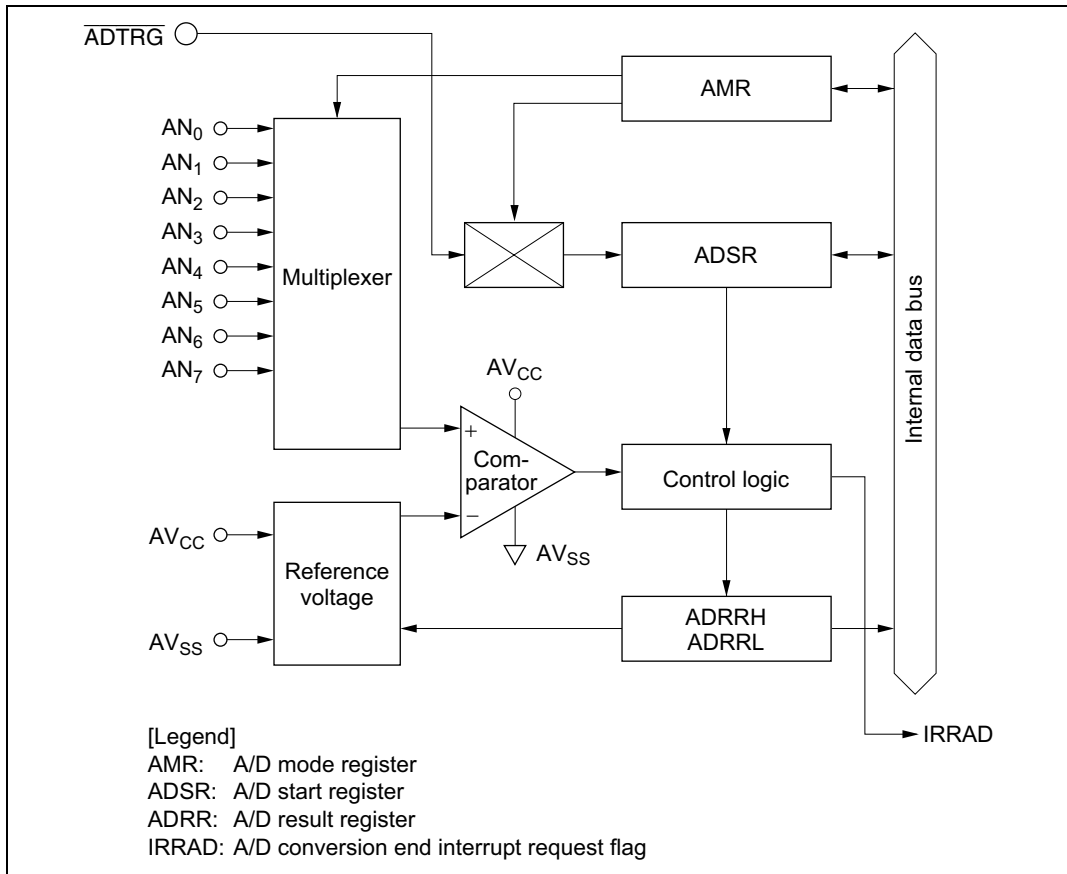 ADTRG
AMR
AN0
AN1
AN2
AN3
AN4
AN5
AN6
AN7
Multiplexer
ADSR
Internal data bus
AVCC
+
Com-
parator
−
Control logic
AVCC
Reference
voltage
AVSS
AVSS
ADRRH
ADRRL
IRRAD
[Legend]
AMR: A/D mode register
ADSR: A/D start register
ADRR: A/D result register
IRRAD: A/D conversion end interrupt request flag